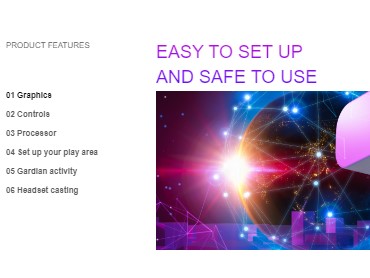 PRODUCT FEATURES
EASY TO SET UP
AND SAFE TO USE
01 Graphics
02 Controls
03 Processor
04 Set up your play area
05 Gardian activity
06 Headset casting